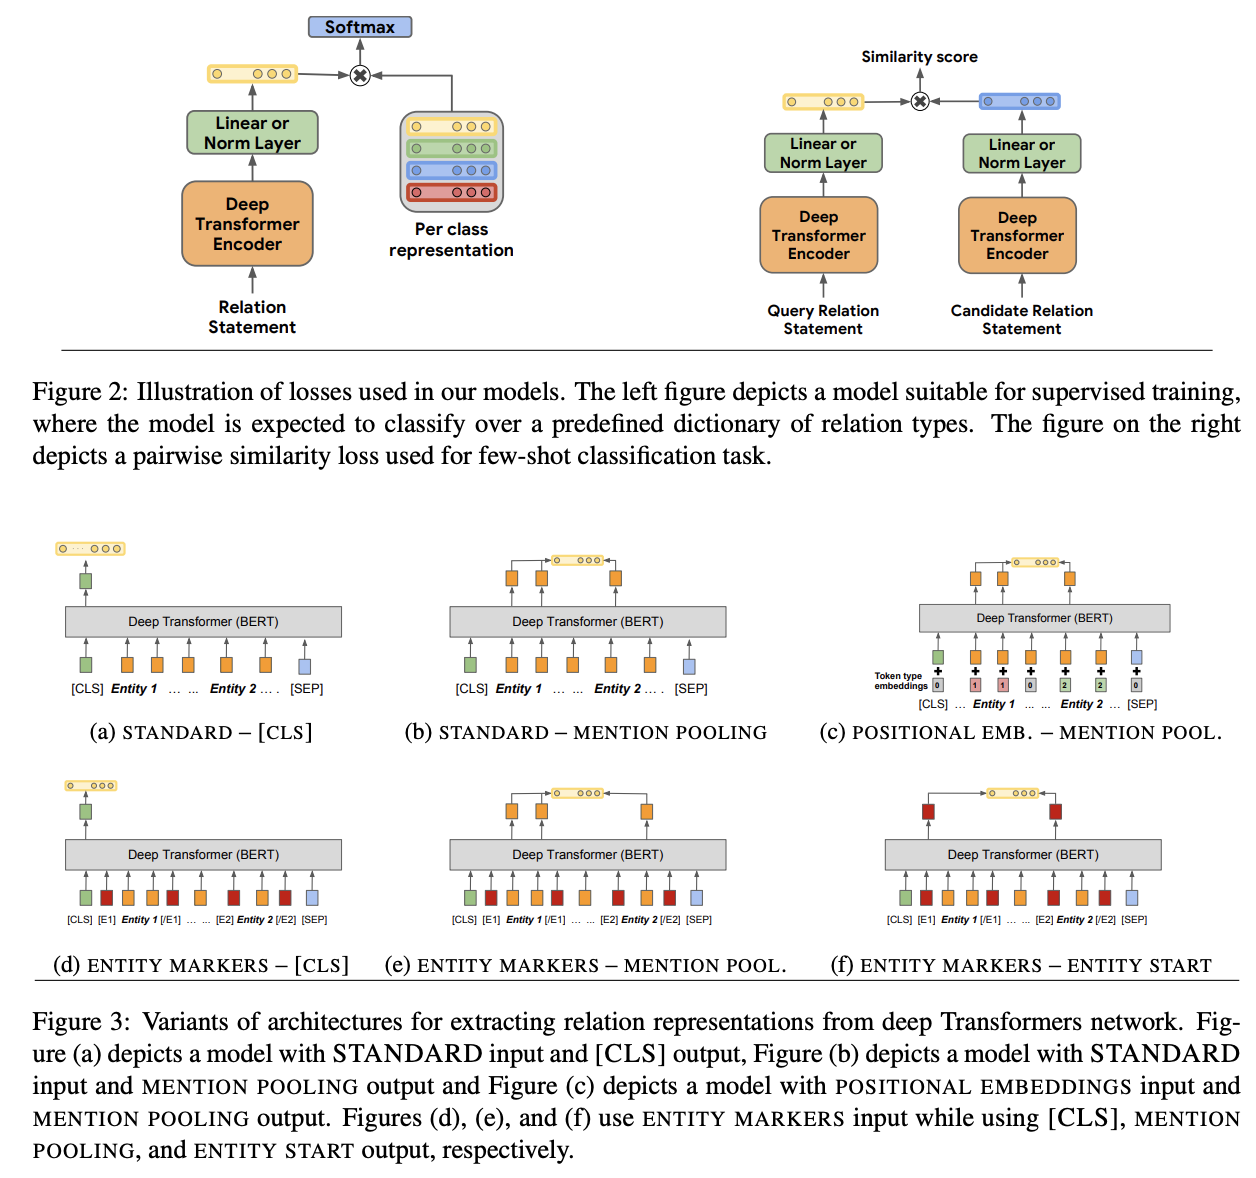 Softmax
Linear or
Norm Layer
Deep
Transformer
Encoder
Relation
Statement
Per class
representation
Similarity score
Linear or
Norm Layer
Linear or
Norm Layer
Deep
Transformer
Encoder
Deep
Transformer
Encoder
Query Relation
Statement
Candidate Relation
Statement
Figure 2: Illustration of losses used in our models. The left figure depicts a model suitable for supervised training,
where the model is expected to classify over a predefined dictionary of relation types. The figure on the right
depicts a pairwise similarity loss used for few-shot classification task.
Deep Transformer (BERT)
[CLS] Entity 1 ... ... Entity 2 ... . [SEP]
(a) STANDARD – [CLS]
Deep Transformer (BERT)
[CLS] Entity 1 ... ... Entity 2 ... . [SEP]
(b) STANDARD – MENTION POOLING
Deep Transformer (BERT)
+ + + + + + +
Token type
embeddings 0 1 1 0 2 2 0
[CLS] ... Entity 1 ... ... Entity 2 ... [SEP]
(c) POSITIONAL EMB. – MENTION POOL.
Deep Transformer (BERT)
[CLS] [E1] Entity 1 [/E1] ... ... [E2] Entity 2 [/E2] [SEP]
(d) ENTITY MARKERS – [CLS]
Deep Transformer (BERT)
[CLS] [E1] Entity 1 [/E1] ... ... [E2] Entity 2 [/E2] [SEP]
(e) ENTITY MARKERS – MENTION POOL.
Deep Transformer (BERT)
[CLS] [E1] Entity 1 [/E1] ... ... [E2] Entity 2 [/E2] [SEP]
(f) ENTITY MARKERS – ENTITY START
Figure 3: Variants of architectures for extracting relation representations from deep Transformers network. Fig-
ure (a) depicts a model with STANDARD input and [CLS] output, Figure (b) depicts a model with STANDARD
input and MENTION POOLING output and Figure (c) depicts a model with POSITIONAL EMBEDDINGS input and
MENTION POOLING output. Figures (d), (e), and (f) use ENTITY MARKERS input while using [CLS], MENTION
POOLING, and ENTITY START output, respectively.